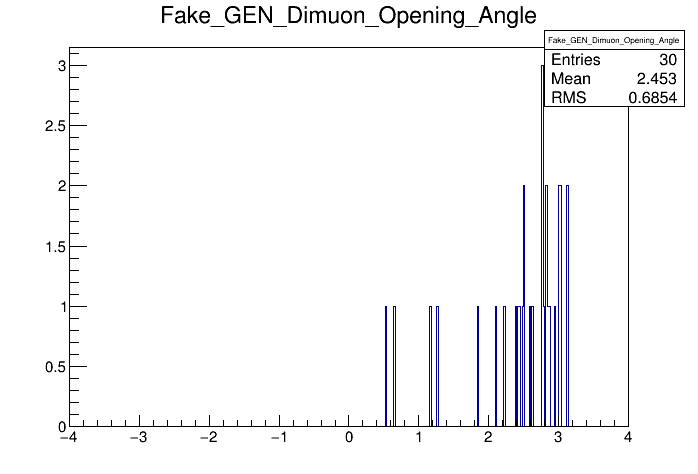 Fake_GEN_Dimuon_Opening_Angle
Fake_GEN_Dimuon_Opening_Angle
Entries 30
Mean 2.453
RMS 0.6854
3
2.5
2
1.5
1
0.5
0
−4 −3 −2 −1 0 1 2 3 4